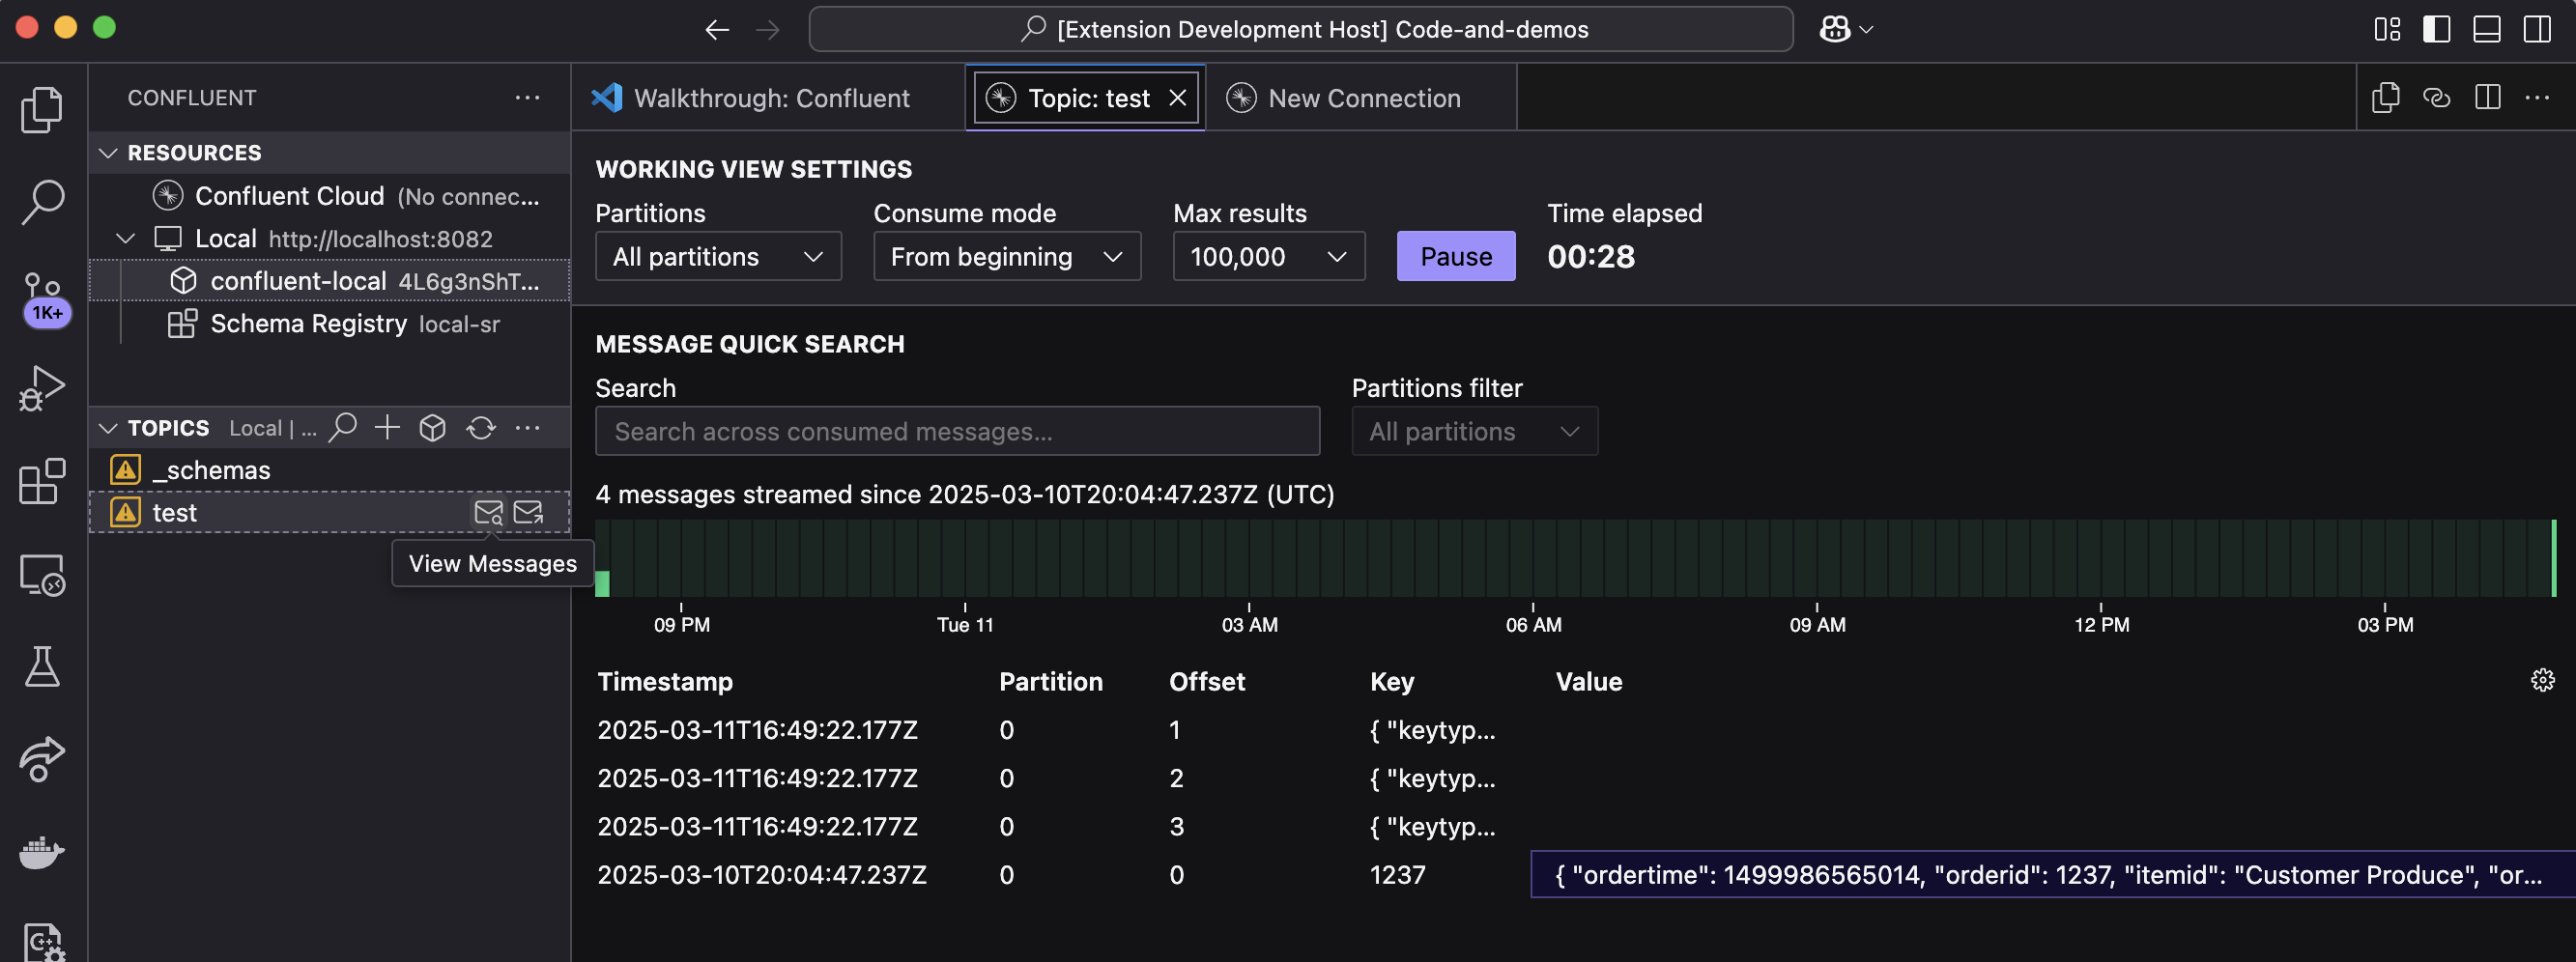 [Extension Development Host] Code-and-demos
CONFLUENT
RESOURCES
Confluent Cloud (No connec...
Local http://localhost:8082
confluent-local 4L6g3nShT...
Schema Registry local-sr
1K+
TOPICS Local | ...
_schemas
test
View Messages
Walkthrough: Confluent
Topic: test
New Connection
WORKING VIEW SETTINGS
Partitions Consume mode Max results Time elapsed
All partitions From beginning 100,000 Pause 00:28
MESSAGE QUICK SEARCH
Search Partitions filter
Search across consumed messages... All partitions
4 messages streamed since 2025-03-10T20:04:47.237Z (UTC)
09 PM Tue 11 03 AM 06 AM 09 AM 12 PM 03 PM
Timestamp Partition Offset Key Value
2025-03-11T16:49:22.177Z 0 1 { "keytyp...
2025-03-11T16:49:22.177Z 0 2 { "keytyp...
2025-03-11T16:49:22.177Z 0 3 { "keytyp...
2025-03-10T20:04:47.237Z 0 0 1237 { "ordertime": 1499986565014, "orderid": 1237, "itemid": "Customer Produce", "or...